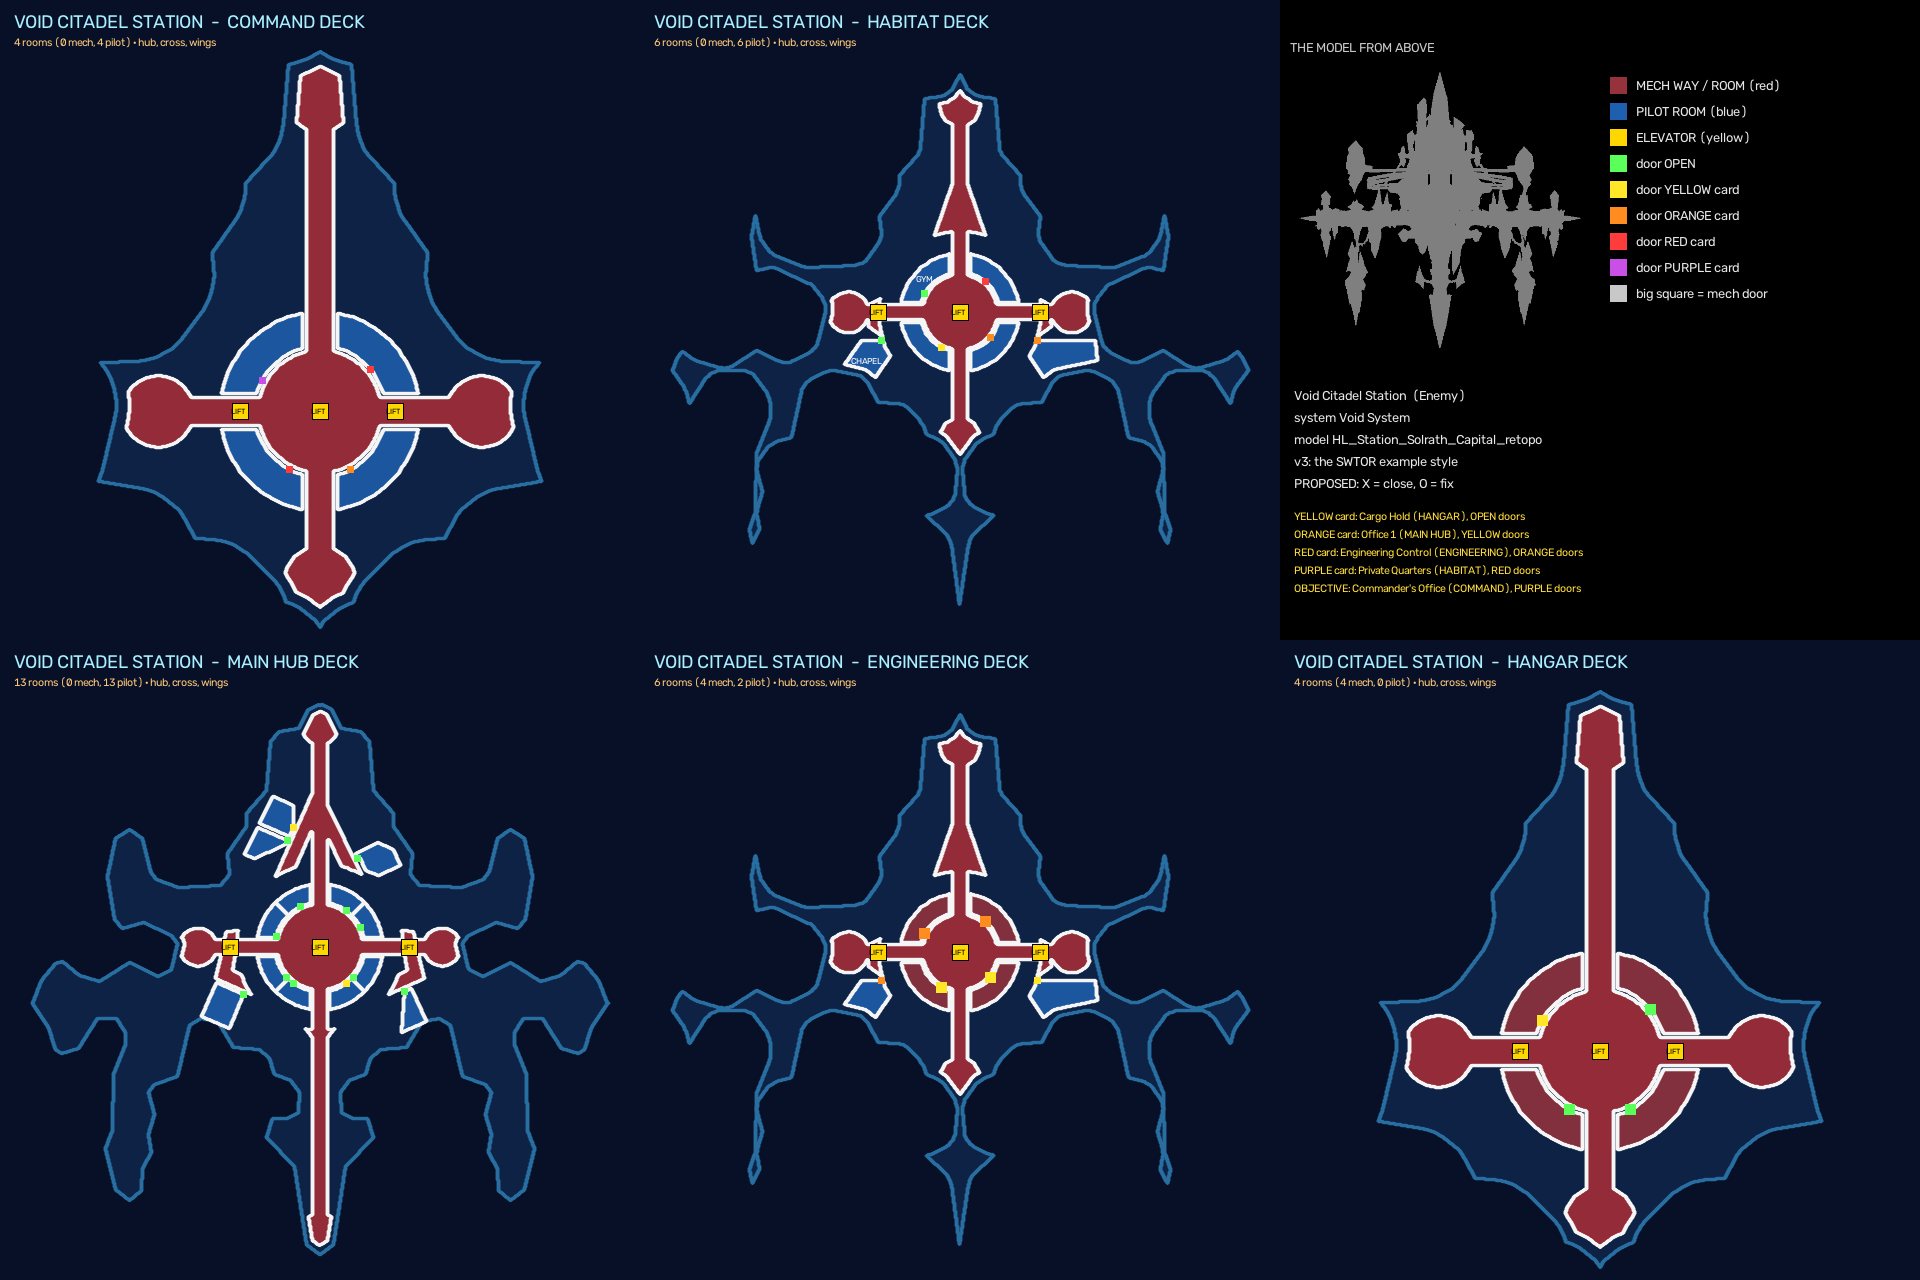 VOID CITADEL STATION - COMMAND DECK
4 rooms (0 mech, 4 pilot) • hub, cross, wings
LIFT
LIFT
LIFT
VOID CITADEL STATION - HABITAT DECK
6 rooms (0 mech, 6 pilot) • hub, cross, wings
GYM
LIFT
LIFT
LIFT
CHAPEL
THE MODEL FROM ABOVE
MECH WAY / ROOM (red)
PILOT ROOM (blue)
ELEVATOR (yellow)
door OPEN
door YELLOW card
door ORANGE card
door RED card
door PURPLE card
big square = mech door
Void Citadel Station (Enemy)
system Void System
model HL_Station_Solrath_Capital_retopo
v3: the SWTOR example style
PROPOSED: X = close, O = fix
YELLOW card: Cargo Hold (HANGAR), OPEN doors
ORANGE card: Office 1 (MAIN HUB), YELLOW doors
RED card: Engineering Control (ENGINEERING), ORANGE doors
PURPLE card: Private Quarters (HABITAT), RED doors
OBJECTIVE: Commander's Office (COMMAND), PURPLE doors
VOID CITADEL STATION - MAIN HUB DECK
13 rooms (0 mech, 13 pilot) • hub, cross, wings
LIFT
LIFT
LIFT
VOID CITADEL STATION - ENGINEERING DECK
6 rooms (4 mech, 2 pilot) • hub, cross, wings
LIFT
LIFT
LIFT
VOID CITADEL STATION - HANGAR DECK
4 rooms (4 mech, 0 pilot) • hub, cross, wings
LIFT
LIFT
LIFT